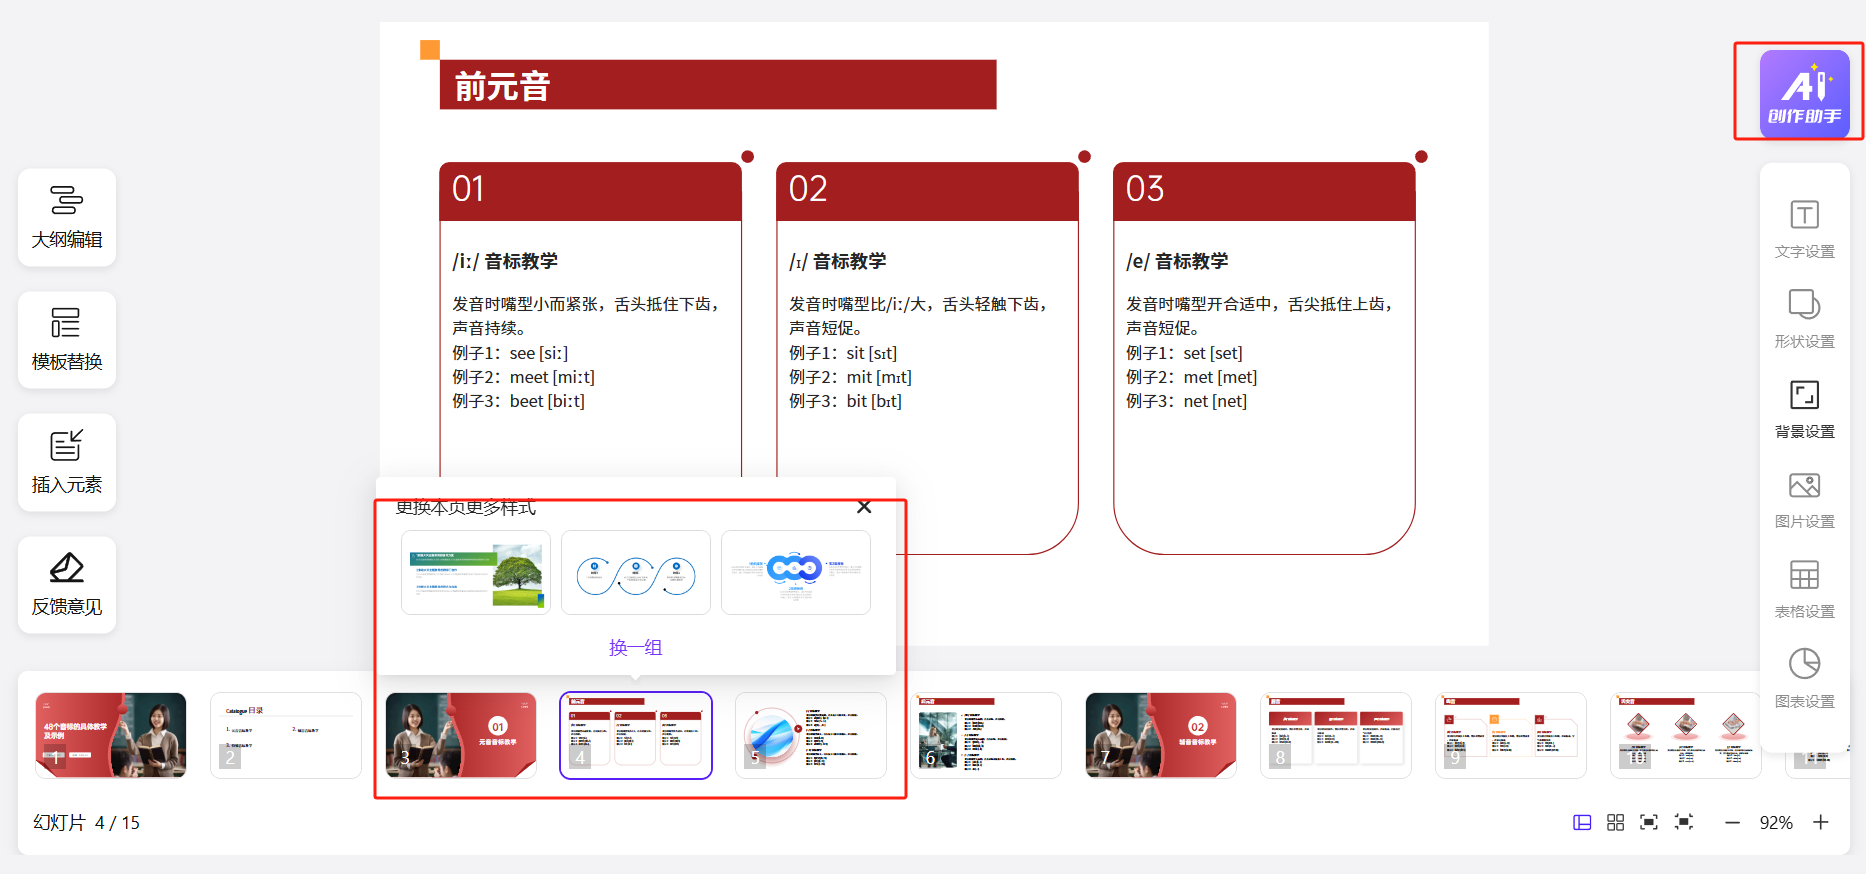 前元音
01
/iː/ 音标教学
发音时嘴型小而紧张，舌头抵住下齿，
声音持续。
例子1：see [siː]
例子2：meet [miːt]
例子3：beet [biːt]
02
/ɪ/ 音标教学
发音时嘴型比/iː/大，舌头轻触下齿，
声音短促。
例子1：sit [sɪt]
例子2：mit [mɪt]
例子3：bit [bɪt]
03
/e/ 音标教学
发音时嘴型开合适中，舌尖抵住上齿，
声音短促。
例子1：set [set]
例子2：met [met]
例子3：net [net]
大纲编辑
模板替换
插入元素
反馈意见
AI
创作助手
文字设置
形状设置
背景设置
图片设置
表格设置
图表设置
更换本页更多样式
换一组
48个音标的具体教学
及示例
1
Catalogue 目录
2
01
元音音标教学
3
前元音
01 02 03
4
5
6
02
辅音音标教学
7
8
9
10
幻灯片 4 / 15
92%